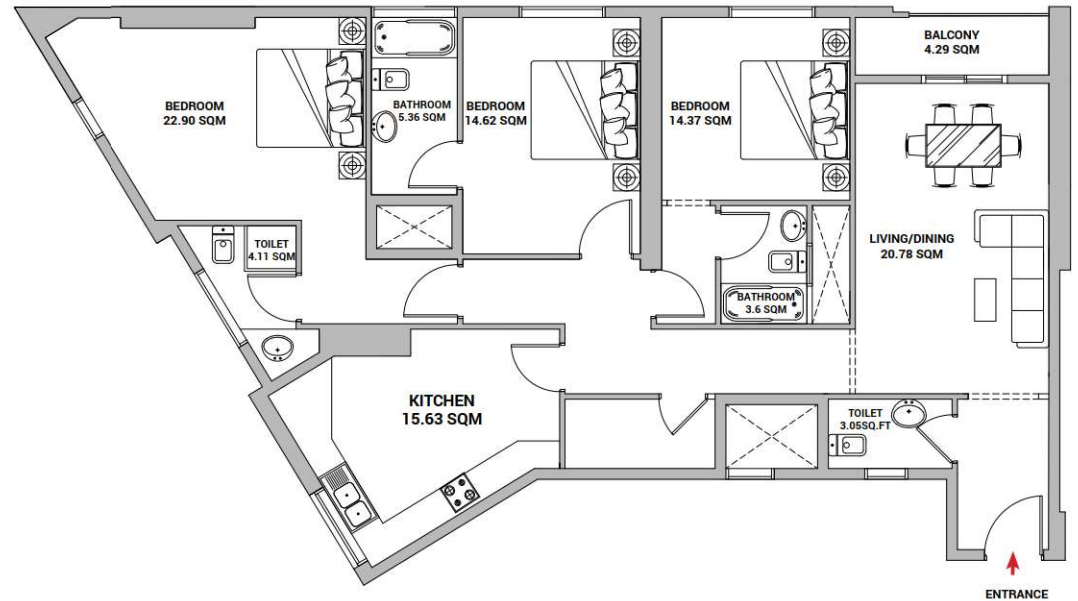 BALCONY
4.29 SQM
BEDROOM
22.90 SQM
BATHROOM
5.36 SQM
BEDROOM
14.62 SQM
BEDROOM
14.37 SQM
TOILET
4.11 SQM
LIVING/DINING
20.78 SQM
BATHROOM
3.6 SQM
KITCHEN
15.63 SQM
TOILET
3.05SQ.FT
ENTRANCE